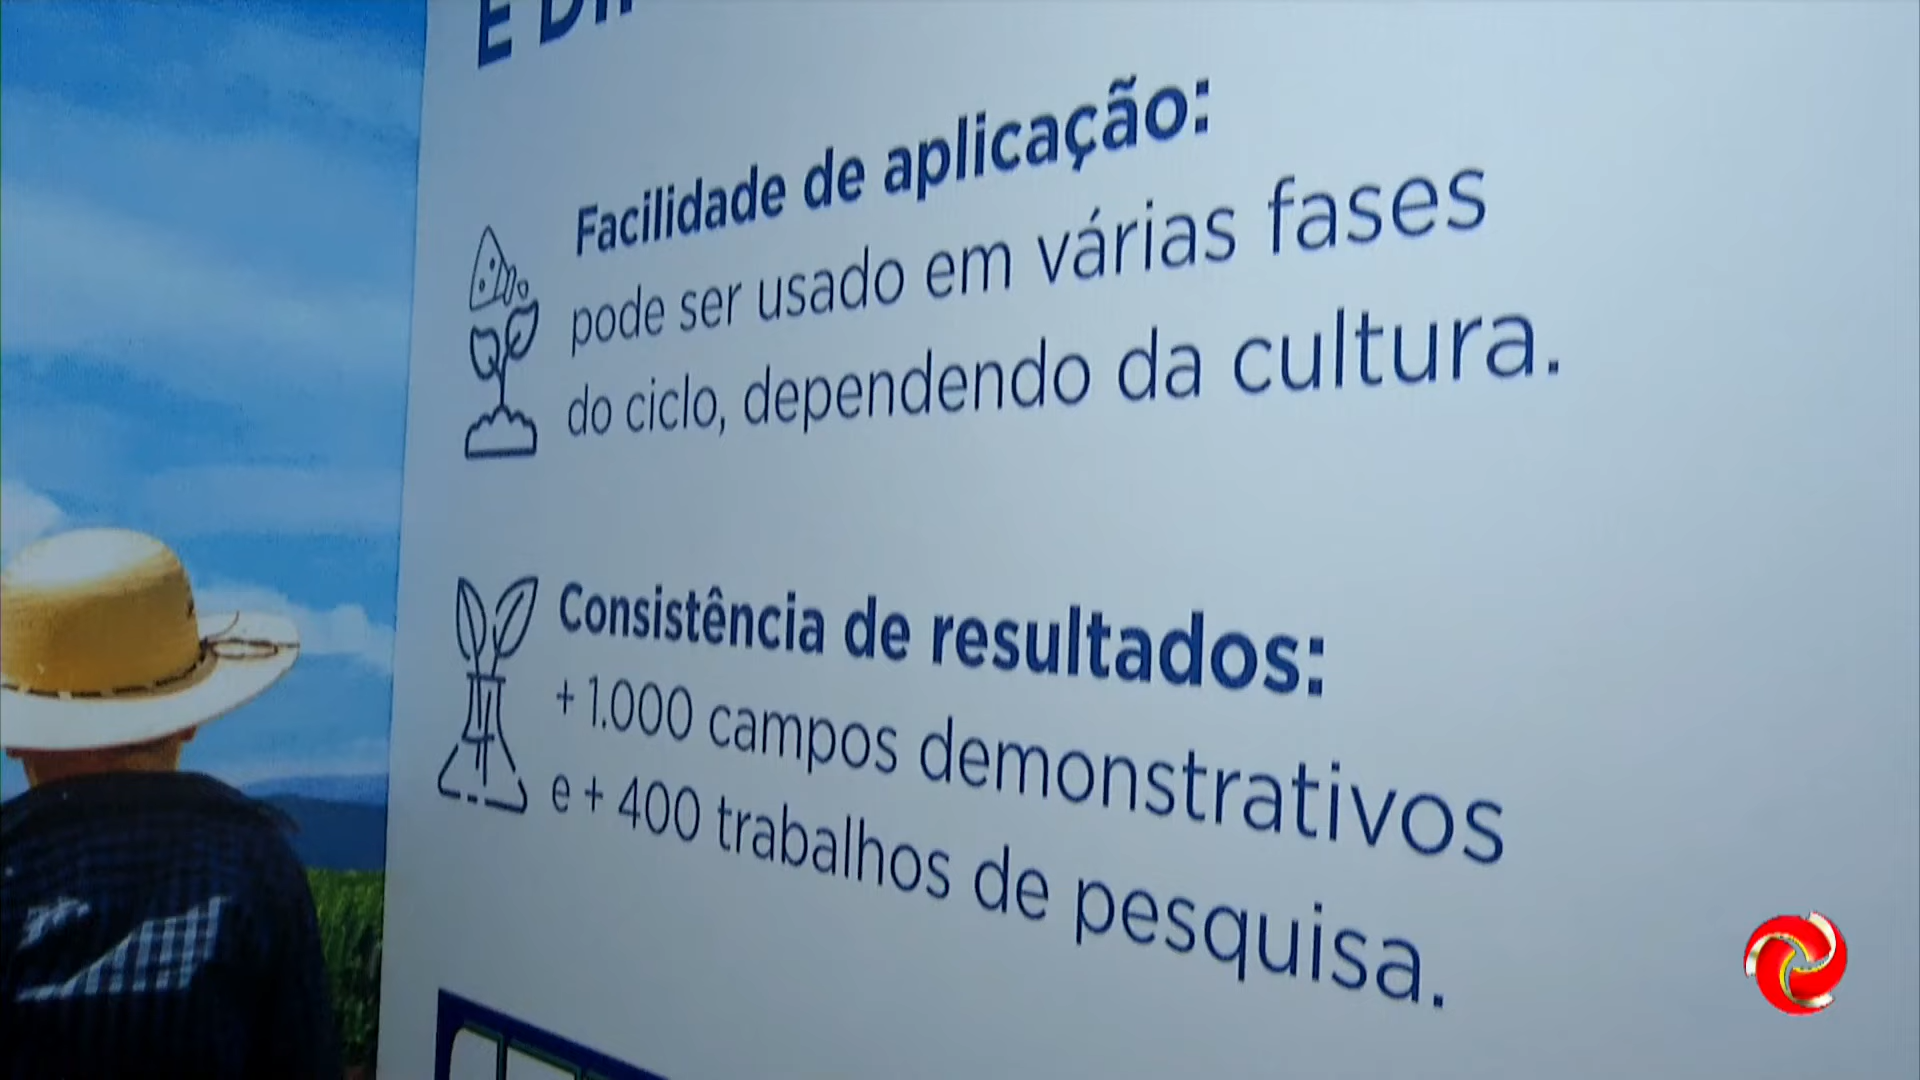 Facilidade de aplicação:
pode ser usado em várias fases
do ciclo, dependendo da cultura.
Consistência de resultados:
+ 1.000 campos demonstrativos
e + 400 trabalhos de pesquisa.